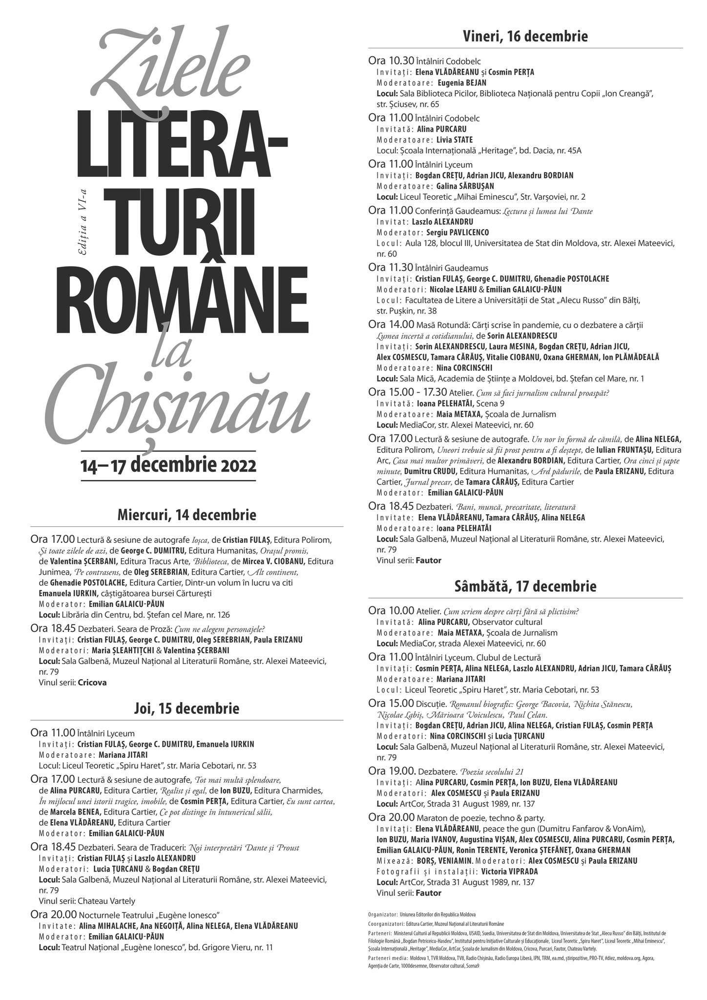 Zilele
LITERA-
TURII
Ediția a VI-a
ROMÂNE
la
Chișinău
14–17 decembrie 2022
Miercuri, 14 decembrie
Ora 17.00 Lectură & sesiune de autografe Ioșca, de Cristian FULAȘ, Editura Polirom,
Și toate zilele de azi, de George C. DUMITRU, Editura Humanitas, Orașul promis,
de Valentina ȘCERBANI, Editura Tracus Arte, Biblioteca, de Mircea V. CIOBANU, Editura
Junimea, Pe contrasens, de Oleg SEREBRIAN, Editura Cartier, Alt continent,
de Ghenadie POSTOLACHE, Editura Cartier, Dintr-un volum în lucru va citi
Emanuela IURKIN, câștigătoarea bursei Cărturești
Moderator: Emilian GALAICU-PĂUN
Locul: Librăria din Centru, bd. Ștefan cel Mare, nr. 126
Ora 18.45 Dezbateri. Seara de Proză: Cum ne alegem personajele?
Invitați: Cristian FULAȘ, George C. DUMITRU, Oleg SEREBRIAN, Paula ERIZANU
Moderatori: Maria ȘLEAHTIȚCHI & Valentina ȘCERBANI
Locul: Sala Galbenă, Muzeul Național al Literaturii Române, str. Alexei Mateevici,
nr. 79
Vinul serii: Cricova
Joi, 15 decembrie
Ora 11.00 Întâlniri Lyceum
Invitați: Cristian FULAȘ, George C. DUMITRU, Emanuela IURKIN
Moderatoare: Mariana JITARI
Locul: Liceul Teoretic „Spiru Haret”, str. Maria Cebotari, nr. 53
Ora 17.00 Lectură & sesiune de autografe, Tot mai multă splendoare,
de Alina PURCARU, Editura Cartier, Realist și egal, de Ion BUZU, Editura Charmides,
În mijlocul unei istorii tragice, imobile, de Cosmin PERȚA, Editura Cartier, Eu sunt cartea,
de Marcela BENEA, Editura Cartier, Ce pot distinge în întunericul sălii,
de Elena VLĂDĂREANU, Editura Cartier
Moderator: Emilian GALAICU-PĂUN
Ora 18.45 Dezbateri. Seara de Traduceri: Noi interpretări Dante și Proust
Invitați: Cristian FULAȘ și Laszlo ALEXANDRU
Moderatori: Lucia ȚURCANU & Bogdan CREȚU
Locul: Sala Galbenă, Muzeul Național al Literaturii Române, str. Alexei Mateevici,
nr. 79
Vinul serii: Chateau Vartely
Ora 20.00 Nocturnele Teatrului „Eugène Ionesco”
Invitate: Alina MIHALACHE, Ana NEGOIȚĂ, Alina NELEGA, Elena VLĂDĂREANU
Moderator: Emilian GALAICU-PĂUN
Locul: Teatrul Național „Eugène Ionesco”, bd. Grigore Vieru, nr. 11
Vineri, 16 decembrie
Ora 10.30 Întâlniri Codobelc
Invitați: Elena VLĂDĂREANU și Cosmin PERȚA
Moderatoare: Eugenia BEJAN
Locul: Sala Biblioteca Picilor, Biblioteca Națională pentru Copii „Ion Creangă”,
str. Șciusev, nr. 65
Ora 11.00 Întâlniri Codobelc
Invitată: Alina PURCARU
Moderatoare: Livia STATE
Locul: Școala Internațională „Heritage”, bd. Dacia, nr. 45A
Ora 11.00 Întâlniri Lyceum
Invitați: Bogdan CREȚU, Adrian JICU, Alexandru BORDIAN
Moderatoare: Galina SĂRBUȘAN
Locul: Liceul Teoretic „Mihai Eminescu”, Str. Varșoviei, nr. 2
Ora 11.00 Conferință Gaudeamus: Lectura și lumea lui Dante
Invitat: Laszlo ALEXANDRU
Moderator: Sergiu PAVLICENCO
Locul: Aula 128, blocul III, Universitatea de Stat din Moldova, str. Alexei Mateevici,
nr. 60
Ora 11.30 Întâlniri Gaudeamus
Invitați: Cristian FULAȘ, George C. DUMITRU, Ghenadie POSTOLACHE
Moderatori: Nicolae LEAHU & Emilian GALAICU-PĂUN
Locul: Facultatea de Litere a Universității de Stat „Alecu Russo” din Bălți,
str. Pușkin, nr. 38
Ora 14.00 Masă Rotundă: Cărți scrise în pandemie, cu o dezbatere a cărții
Lumea incertă a cotidianului, de Sorin ALEXANDRESCU
Invitați: Sorin ALEXANDRESCU, Laura MESINA, Bogdan CREȚU, Adrian JICU,
Alex COSMESCU, Tamara CĂRĂUȘ, Vitalie CIOBANU, Oxana GHERMAN, Ion PLĂMĂDEALĂ
Moderatoare: Nina CORCINSCHI
Locul: Sala Mică, Academia de Științe a Moldovei, bd. Ștefan cel Mare, nr. 1
Ora 15.00 - 17.30 Atelier. Cum să faci jurnalism cultural proaspăt?
Invitată: Ioana PELEHATĂI, Scena 9
Moderatoare: Maia METAXA, Școala de Jurnalism
Locul: MediaCor, str. Alexei Mateevici, nr. 60
Ora 17.00 Lectură & sesiune de autografe. Un nor în formă de cămilă, de Alina NELEGA,
Editura Polirom, Uneori trebuie să fii prost pentru a fi deștept, de Iulian FRUNTAȘU, Editura
Arc, Casa mai multor primăveri, de Alexandru BORDIAN, Editura Cartier, Ora cinci și șapte
minute, Dumitru CRUDU, Editura Humanitas, Ard pădurile, de Paula ERIZANU, Editura
Cartier, Jurnal precar, de Tamara CĂRĂUȘ, Editura Cartier
Moderator: Emilian GALAICU-PĂUN
Ora 18.45 Dezbateri. Bani, muncă, precaritate, literatură
Invitate: Elena VLĂDĂREANU, Tamara CĂRĂUȘ, Alina NELEGA
Moderatoare: Ioana PELEHATĂI
Locul: Sala Galbenă, Muzeul Național al Literaturii Române, str. Alexei Mateevici,
nr. 79
Vinul serii: Fautor
Sâmbătă, 17 decembrie
Ora 10.00 Atelier. Cum scriem despre cărți fără să plictisim?
Invitată: Alina PURCARU, Observator cultural
Moderatoare: Maia METAXA, Școala de Jurnalism
Locul: MediaCor, strada Alexei Mateevici, nr. 60
Ora 11.00 Întâlniri Lyceum. Clubul de Lectură
Invitați: Cosmin PERȚA, Alina NELEGA, Laszlo ALEXANDRU, Adrian JICU, Tamara CĂRĂUȘ
Moderatoare: Mariana JITARI
Locul: Liceul Teoretic „Spiru Haret”, str. Maria Cebotari, nr. 53
Ora 15.00 Discuție. Romanul biografic: George Bacovia, Nichita Stănescu,
Nicolae Labiș, Mărioara Voiculescu, Paul Celan.
Invitați: Bogdan CREȚU, Adrian JICU, Alina NELEGA, Cristian FULAȘ, Cosmin PERȚA
Moderatori: Nina CORCINSCHI și Lucia ȚURCANU
Locul: Sala Galbenă, Muzeul Național al Literaturii Române, str. Alexei Mateevici,
nr. 79
Ora 19.00. Dezbatere. Poezia secolului 21
Invitați: Alina PURCARU, Cosmin PERȚA, Ion BUZU, Elena VLĂDĂREANU
Moderatori: Alex COSMESCU și Paula ERIZANU
Locul: ArtCor, Strada 31 August 1989, nr. 137
Ora 20.00 Maraton de poezie, techno & party.
Invitați: Elena VLĂDĂREANU, peace the gun (Dumitru Fanfarov & VonAim),
Ion BUZU, Maria IVANOV, Augustina VIȘAN, Alex COSMESCU, Alina PURCARU, Cosmin PERȚA,
Emilian GALAICU-PĂUN, Ronin TERENTE, Veronica ȘTEFĂNEȚ, Oxana GHERMAN
Mixează: BORȘ, VENIAMIN. Moderatori: Alex COSMESCU și Paula ERIZANU
Fotografii și instalații: Victoria VIPRADA
Locul: ArtCor, Strada 31 August 1989, nr. 137
Vinul serii: Fautor
Organizator: Uniunea Editorilor din Republica Moldova
Coorganizatori: Editura Cartier, Muzeul Național al Literaturii Române
Parteneri: Ministerul Culturii al Republicii Moldova, USAID, Suedia, Universitatea de Stat din Moldova, Universitatea de Stat „Alecu Russo” din Bălți, Institutul de
Filologie Română „Bogdan Petriceicu-Hasdeu”, Institutul pentru Inițiative Culturale și Educaționale, Liceul Teoretic „Spiru Haret”, Liceul Teoretic „Mihai Eminescu”,
Școala Internațională „Heritage”, MediaCor, ArtCor, Școala de Jurnalism din Moldova, Cricova, Purcari, Fautor, Chateau Vartely.
Parteneri media: Moldova 1, TVR Moldova, TV8, Radio Chișinău, Radio Europa Liberă, IPN, TRM, ea.md, știripozitive, PRO-TV, #diez, moldova.org, Agora,
Agenția de Carte, 1000desemne, Observator cultural, Scena9